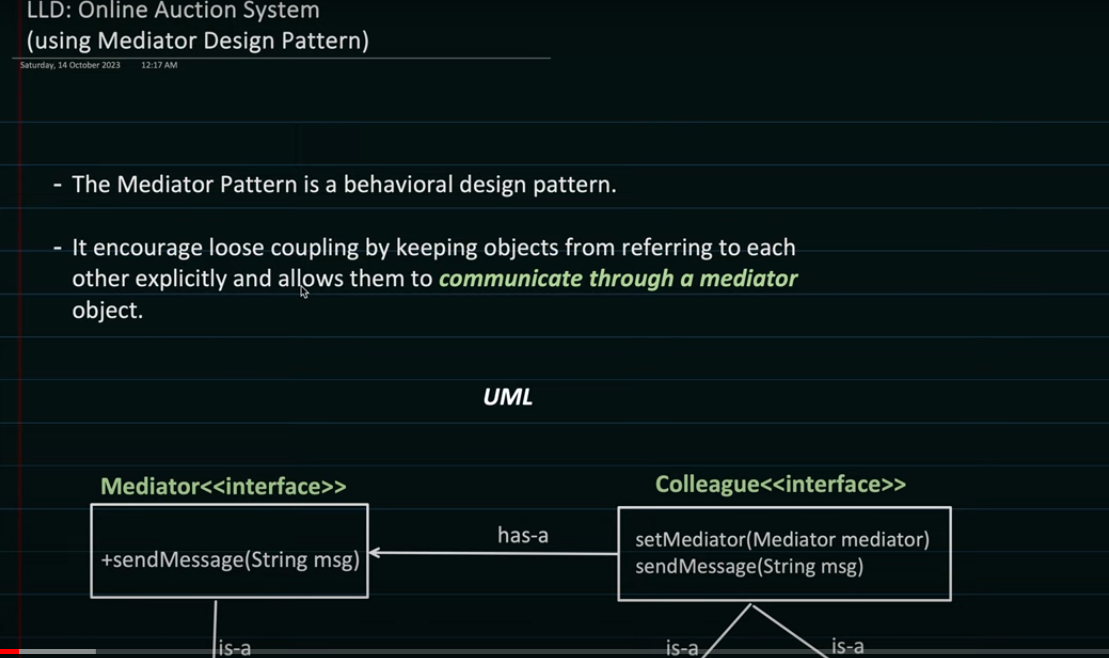 LLD: Online Auction System
(using Mediator Design Pattern)
Saturday, 14 October 2023 12:17 AM
- The Mediator Pattern is a behavioral design pattern.
- It encourage loose coupling by keeping objects from referring to each
other explicitly and allows them to communicate through a mediator
object.
UML
Mediator<<interface>>
Colleague<<interface>>
+sendMessage(String msg)
has-a
setMediator(Mediator mediator)
sendMessage(String msg)
is-a
is-a
is-a